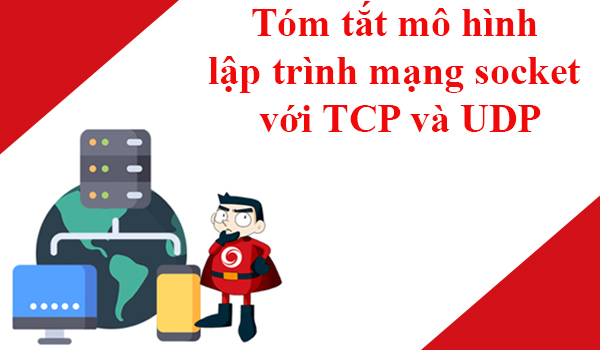 Tóm tắt mô hình
lập trình mạng socket
với TCP và UDP